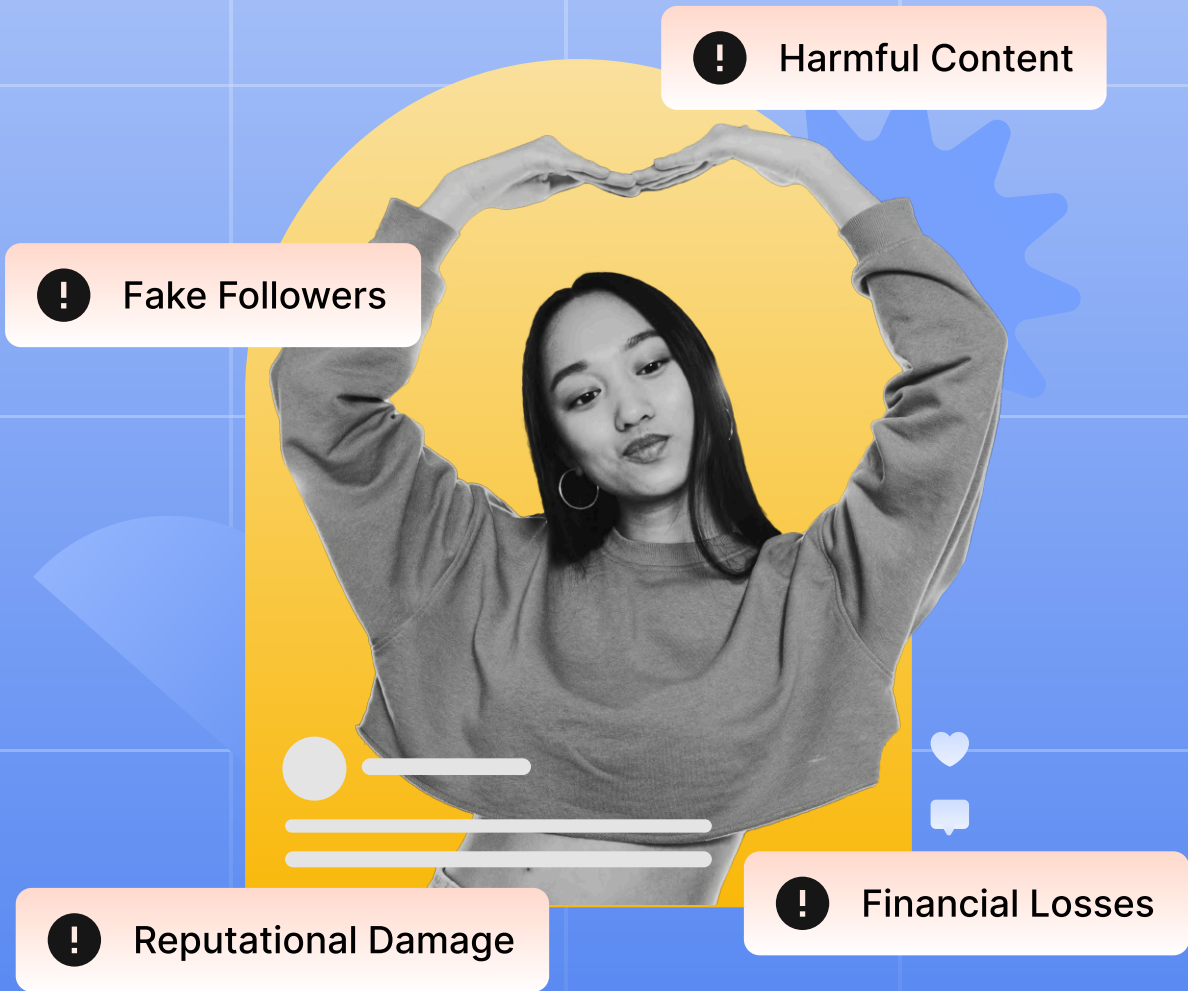 Harmful Content
Fake Followers
Financial Losses
Reputational Damage